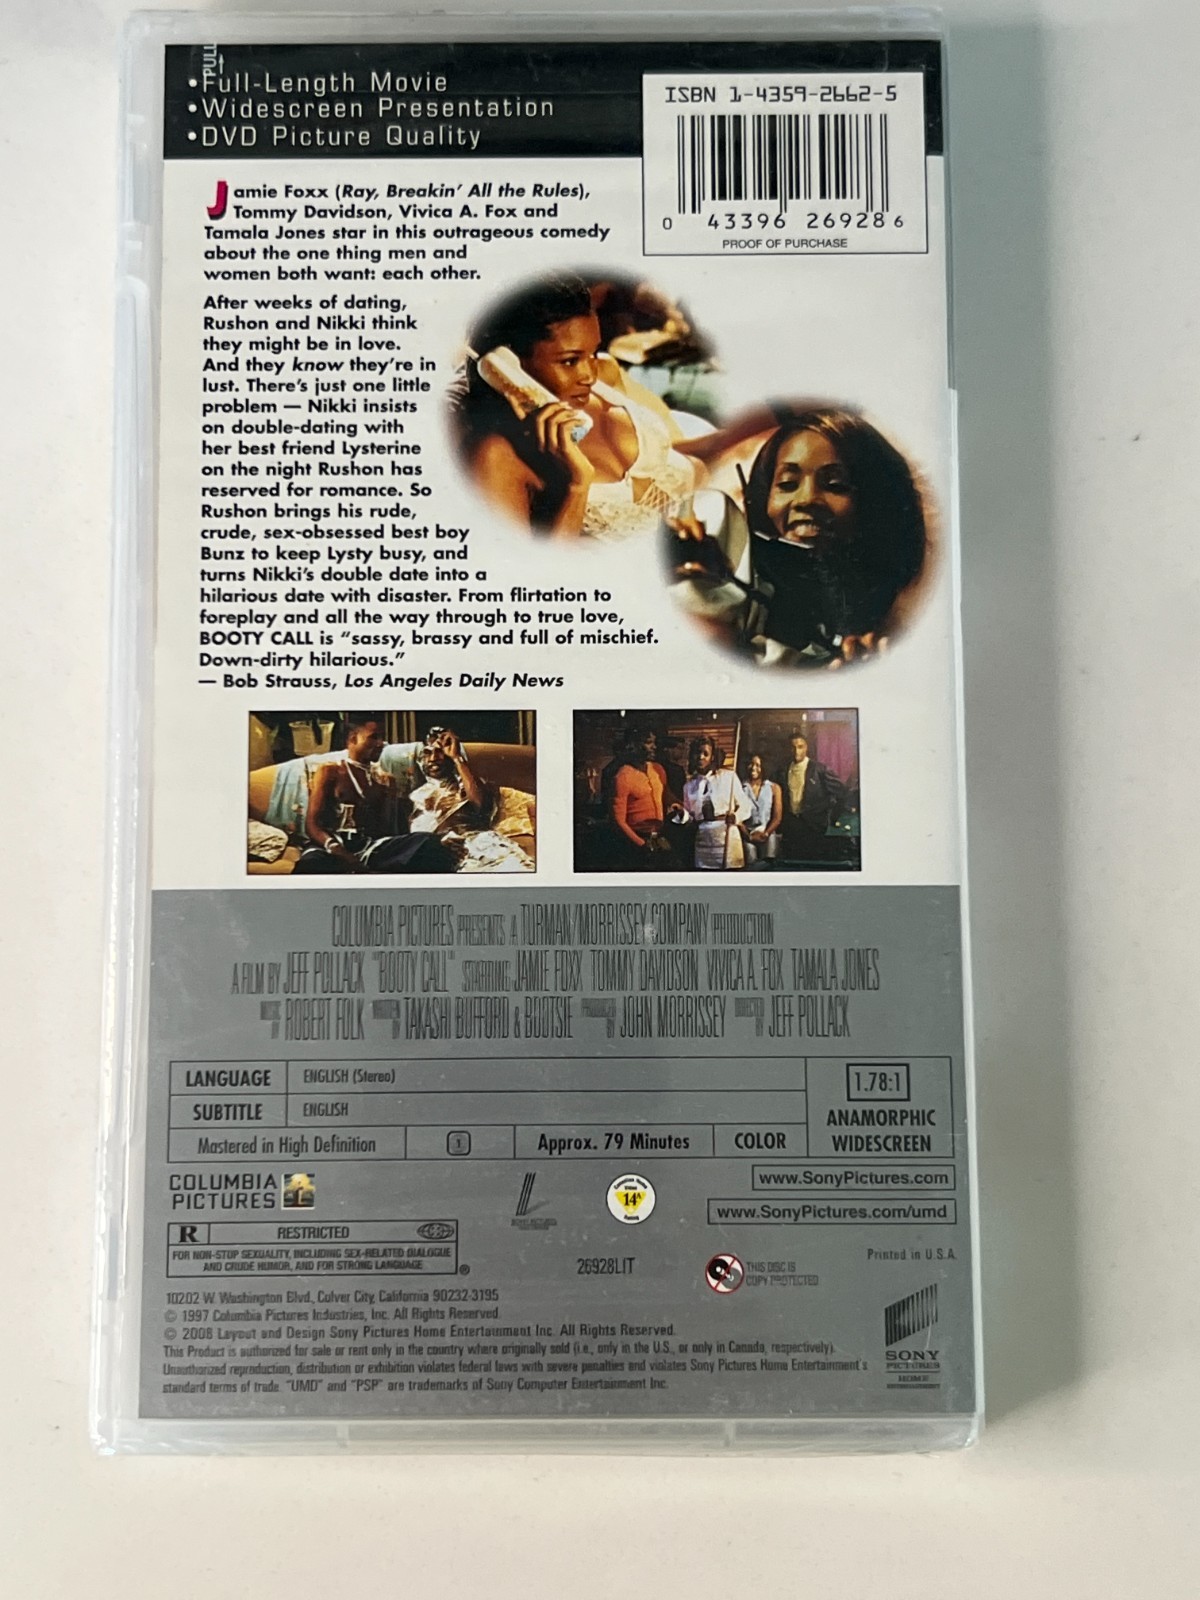 PULL
•Full-Length Movie
•Widescreen Presentation
•DVD Picture Quality
ISBN 1-4359-2662-5
0 43396 26928 6
PROOF OF PURCHASE
Jamie Foxx (Ray, Breakin' All the Rules),
Tommy Davidson, Vivica A. Fox and
Tamala Jones star in this outrageous comedy
about the one thing men and
women both want: each other.
After weeks of dating,
Rushon and Nikki think
they might be in love.
And they know they're in
lust. There's just one little
problem — Nikki insists
on double-dating with
her best friend Lysterine
on the night Rushon has
reserved for romance. So
Rushon brings his rude,
crude, sex-obsessed best boy
Bunz to keep Lysty busy, and
turns Nikki's double date into a
hilarious date with disaster. From flirtation to
foreplay and all the way through to true love,
BOOTY CALL is “sassy, brassy and full of mischief.
Down-dirty hilarious.”
— Bob Strauss, Los Angeles Daily News
COLUMBIA PICTURES PRESENTS A TURMAN/MORRISSEY COMPANY PRODUCTION
A FILM BY JEFF POLLACK "BOOTY CALL" STARRING JAMIE FOXX TOMMY DAVIDSON VIVICA A. FOX TAMALA JONES
MUSIC BY ROBERT FOLK WRITTEN BY TAKASHI BUFFORD & BOOTSIE PRODUCED BY JOHN MORRISSEY DIRECTED BY JEFF POLLACK
LANGUAGE ENGLISH (Stereo)
SUBTITLE ENGLISH
Mastered in High Definition 1 Approx. 79 Minutes COLOR
1.78:1
ANAMORPHIC
WIDESCREEN
COLUMBIA
PICTURES
14A
www.SonyPictures.com
www.SonyPictures.com/umd
R RESTRICTED
FOR NON-STOP SEXUALITY, INCLUDING SEX-RELATED DIALOGUE
AND CRUDE HUMOR, AND FOR STRONG LANGUAGE ®
26928LIT
THIS DISC IS
COPY PROTECTED
Printed in U.S.A.
10202 W. Washington Blvd., Culver City, California 90232-3195
© 1997 Columbia Pictures Industries, Inc. All Rights Reserved.
© 2008 Layout and Design Sony Pictures Home Entertainment Inc. All Rights Reserved.
This Product is authorized for sale or rent only in the country where originally sold (i.e., only in the U.S., or only in Canada, respectively).
Unauthorized reproduction, distribution or exhibition violates federal laws with severe penalties and violates Sony Pictures Home Entertainment's
standard terms of trade. "UMD" and "PSP" are trademarks of Sony Computer Entertainment Inc.
SONY
PICTURES
HOME
ENTERTAINMENT